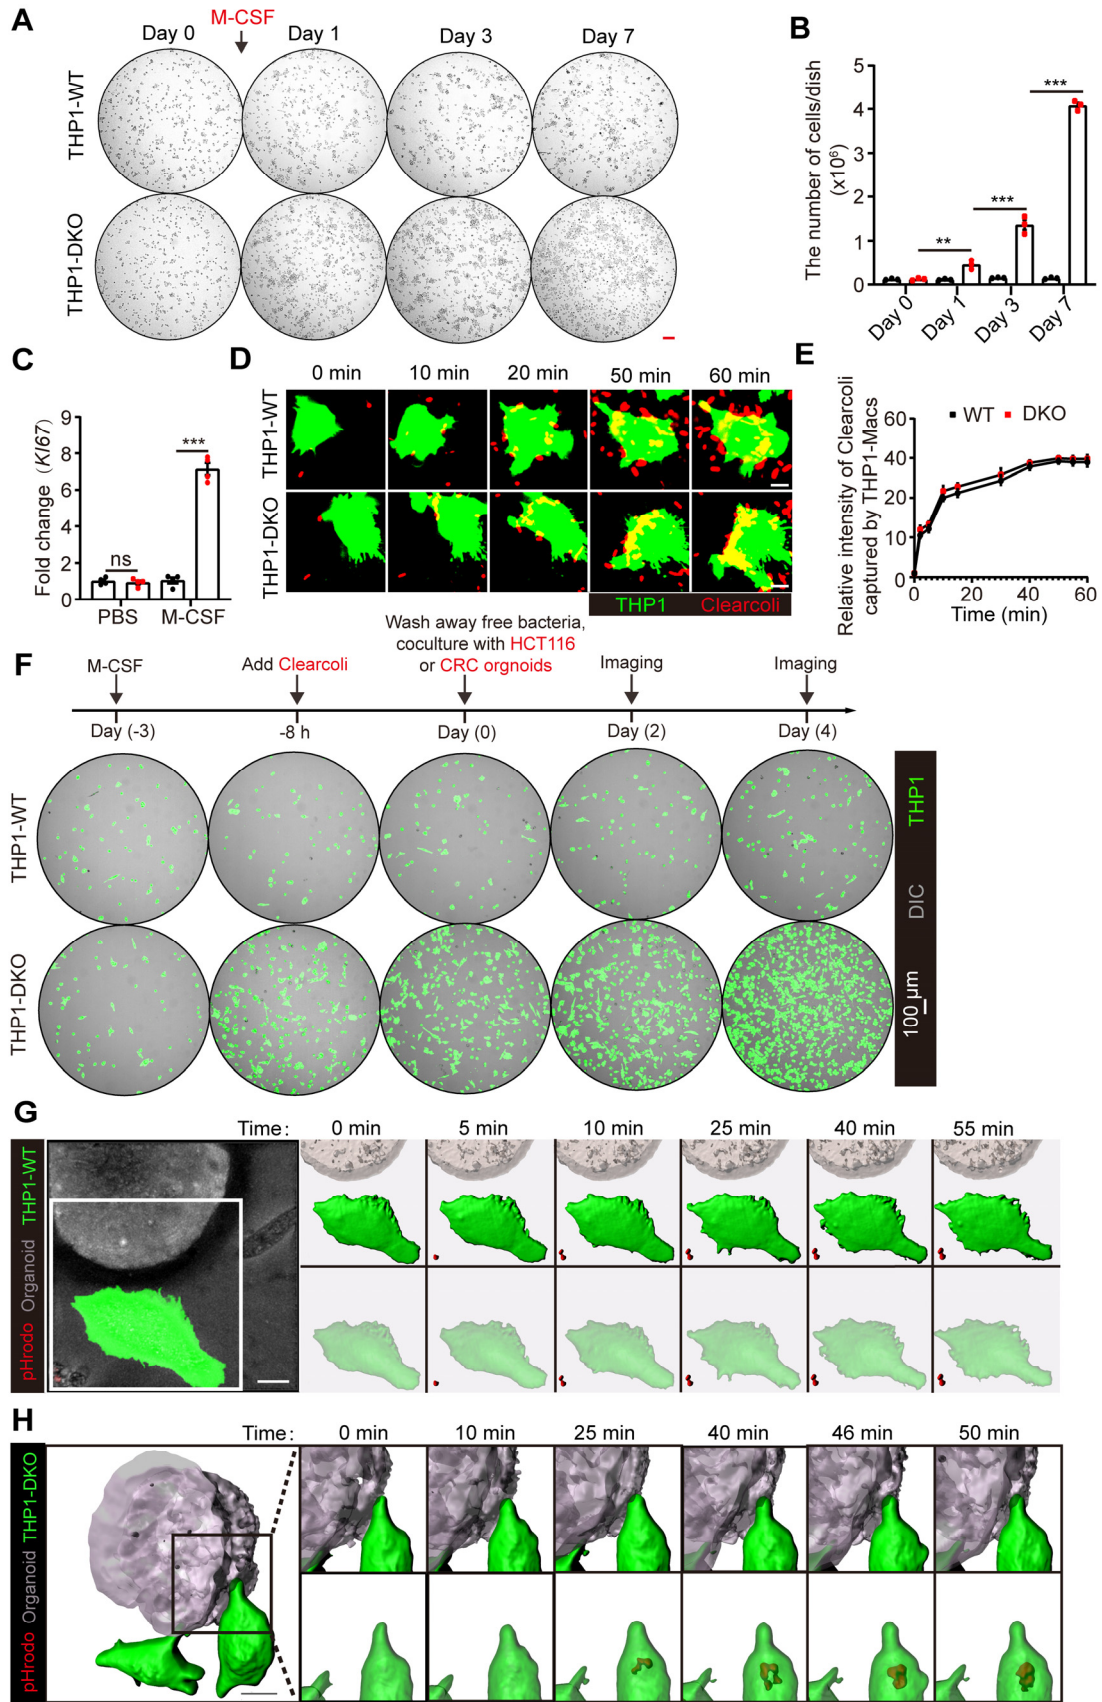 A
M-CSF
Day 0
Day 1
Day 3
Day 7
THP1-WT
THP1-DKO
B
The number of cells/dish
(x10⁶)
5
4
3
2
1
0
**
***
***
Day 0
Day 1
Day 3
Day 7
C
Fold change (KI67)
9
8
6
4
2
0
ns
***
PBS
M-CSF
D
0 min
10 min
20 min
50 min
60 min
THP1-WT
THP1-DKO
THP1
Clearcoli
E
Relative intensity of Clearcoli
captured by THP1-Macs
WT
DKO
60
40
20
10
0
0
20
40
60
Time (min)
F
M-CSF
Add Clearcoli
Wash away free bacteria,
coculture with HCT116
or CRC orgnoids
Imaging
Imaging
Day (-3)
-8 h
Day (0)
Day (2)
Day (4)
THP1-WT
THP1-DKO
100 µm
DIC
THP1
G
Time:
0 min
5 min
10 min
25 min
40 min
55 min
pHrodo Organoid THP1-WT
H
Time:
0 min
10 min
25 min
40 min
46 min
50 min
pHrodo Organoid THP1-DKO